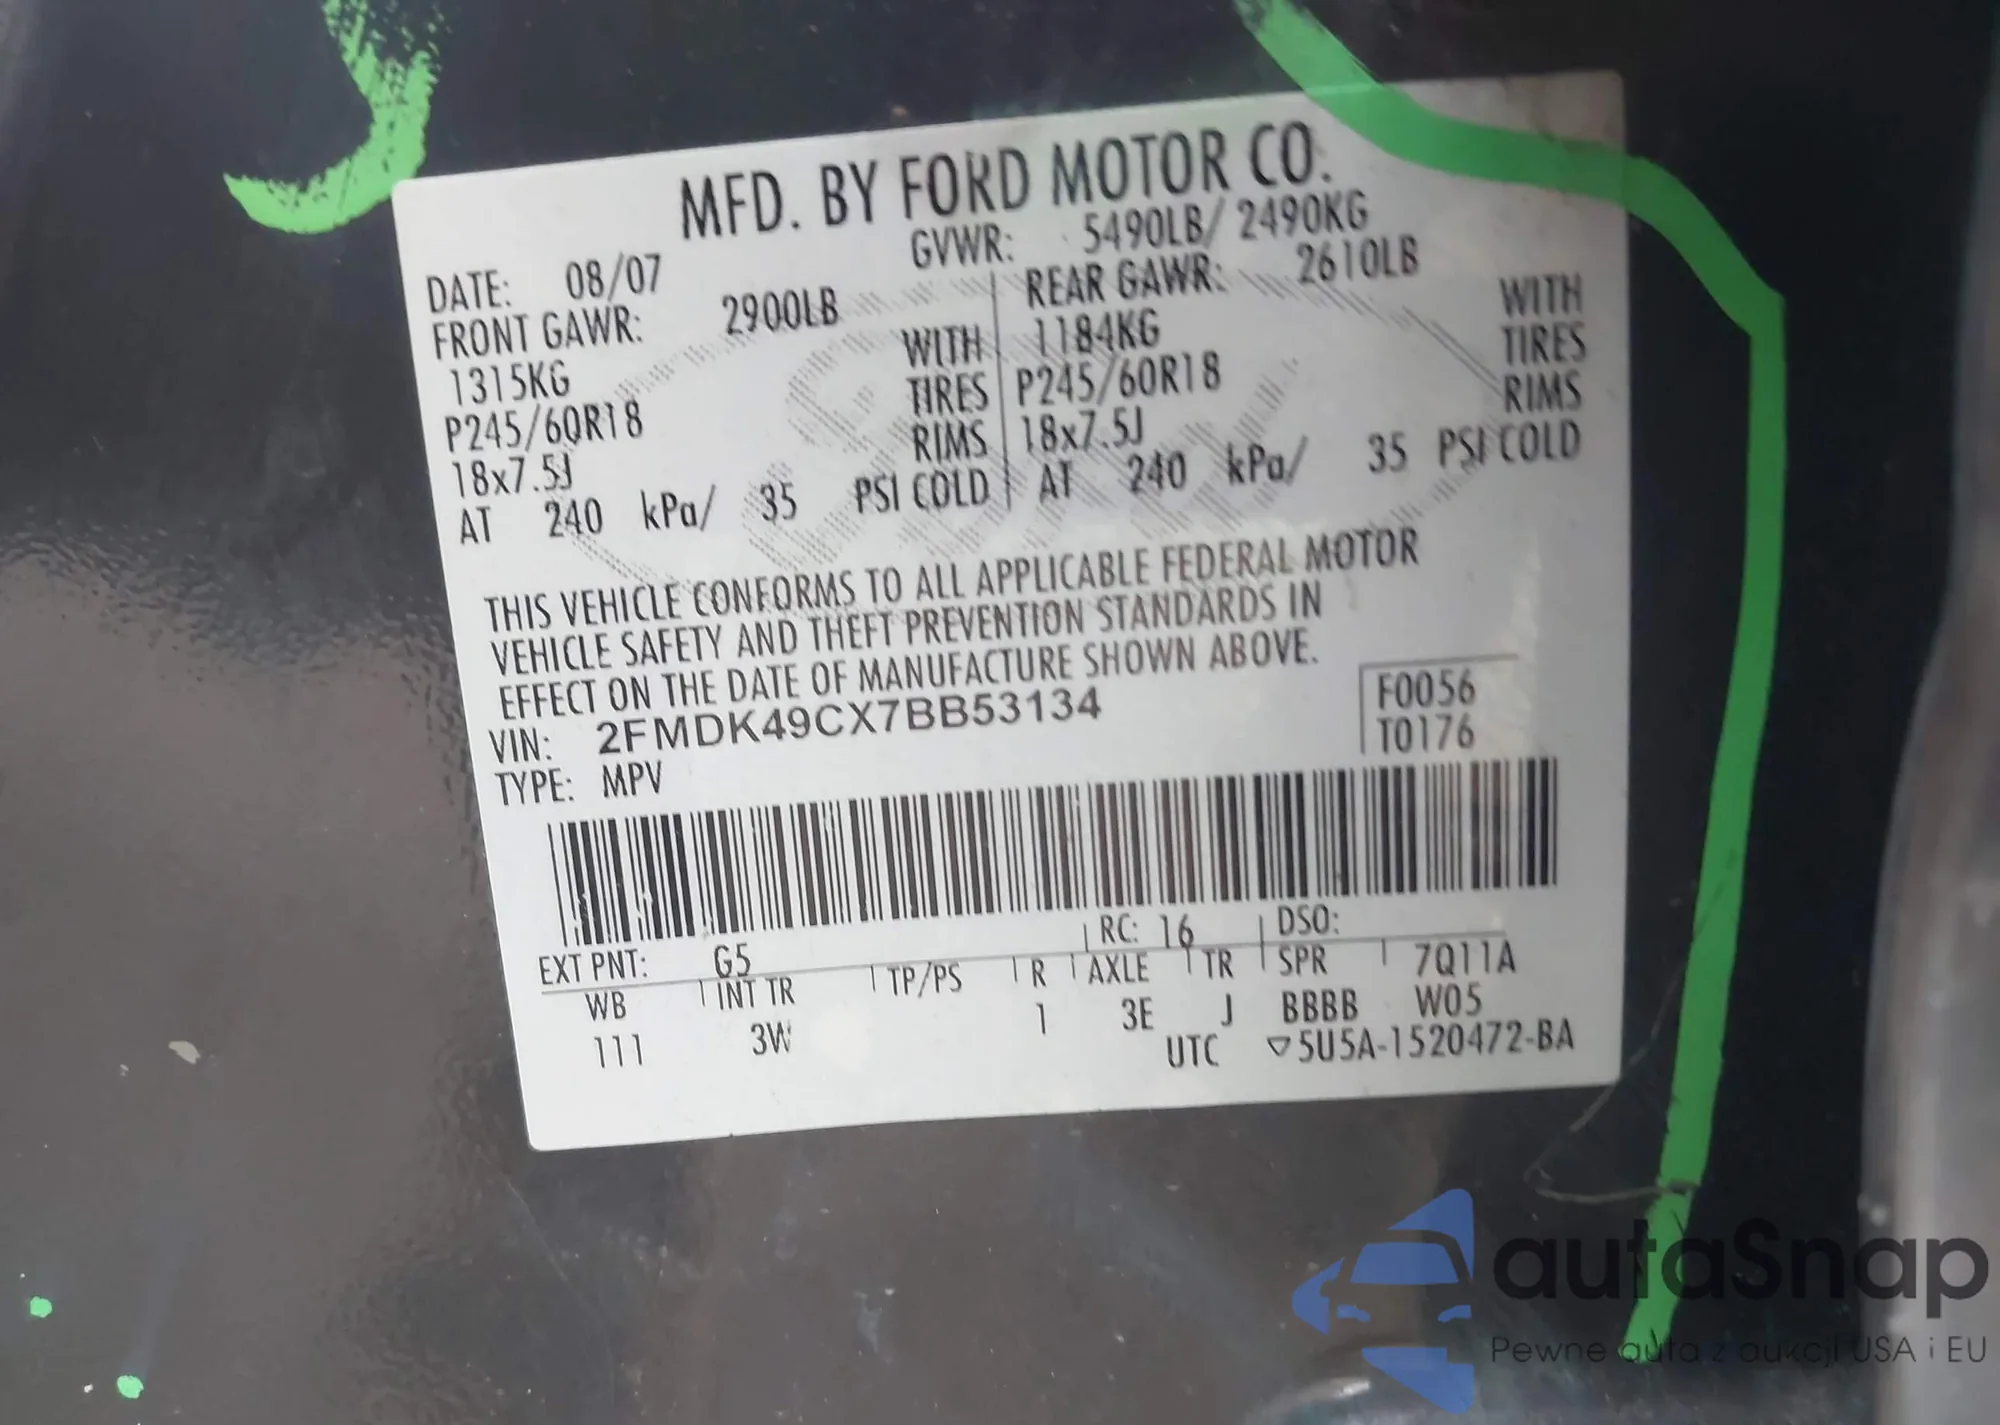 MFD. BY FORD MOTOR CO.
DATE: 08/07 GVWR: 5490LB/ 2490KG
FRONT GAWR: 2900LB REAR GAWR: 2610LB
1315KG WITH 1184KG WITH
P245/60R18 TIRES P245/60R18 TIRES
18x7.5J RIMS 18x7.5J RIMS
AT 240 kPa/ 35 PSI COLD AT 240 kPa/ 35 PSI COLD
THIS VEHICLE CONFORMS TO ALL APPLICABLE FEDERAL MOTOR
VEHICLE SAFETY AND THEFT PREVENTION STANDARDS IN
EFFECT ON THE DATE OF MANUFACTURE SHOWN ABOVE.
VIN: 2FMDK49CX7BB53134 F0056
TYPE: MPV T0176
EXT PNT: G5 RC: 16 DSO:
WB INT TR TP/PS R AXLE TR SPR 7Q11A
111 3W 1 3E J BBBB W05
UTC ▽5U5A-1520472-BA
autaSnap
Pewne auta z aukcji USA i EU